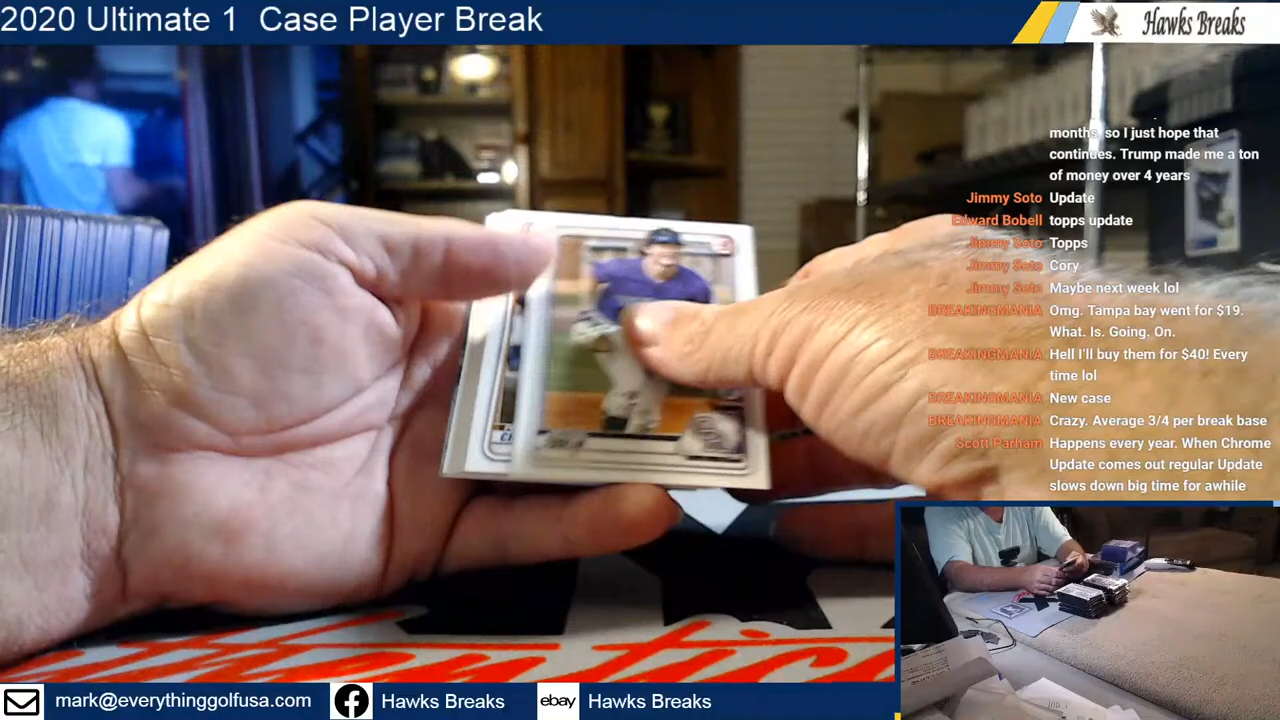 2020 Ultimate 1 Case Player Break
Hawks Breaks
months, so I just hope that
continues. Trump made me a ton
of money over 4 years
Jimmy Soto Update
Edward Bobell topps update
Jimmy Soto Topps
Jimmy Soto Cory
Jimmy Soto Maybe next week lol
BREAKINGMANIA Omg. Tampa bay went for $19.
What. Is. Going. On.
BREAKINGMANIA Hell I'll buy them for $40! Every
time lol
BREAKINGMANIA New case
BREAKINGMANIA Crazy. Average 3/4 per break base
Scott Parham Happens every year. When Chrome
Update comes out regular Update
slows down big time for awhile
mark@everythinggolfusa.com
Hawks Breaks
ebay
Hawks Breaks